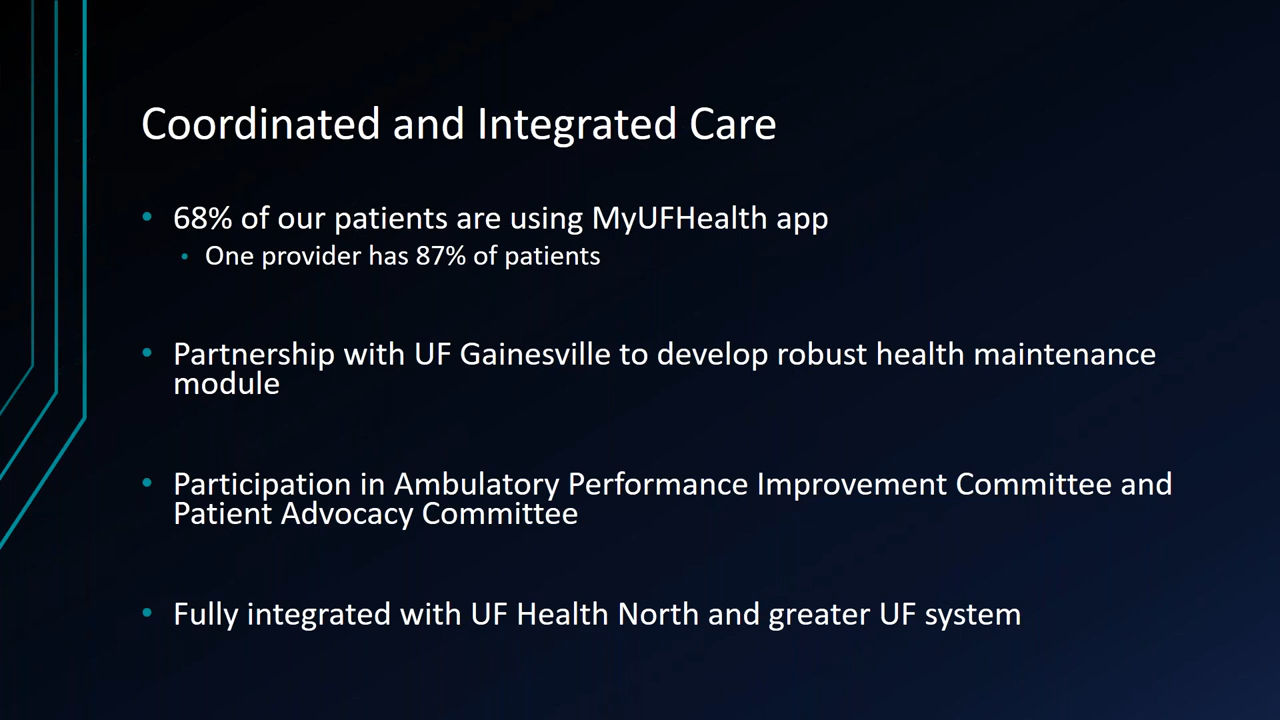 Coordinated and Integrated Care
• 68% of our patients are using MyUFHealth app
• One provider has 87% of patients
• Partnership with UF Gainesville to develop robust health maintenance
module
• Participation in Ambulatory Performance Improvement Committee and
Patient Advocacy Committee
• Fully integrated with UF Health North and greater UF system